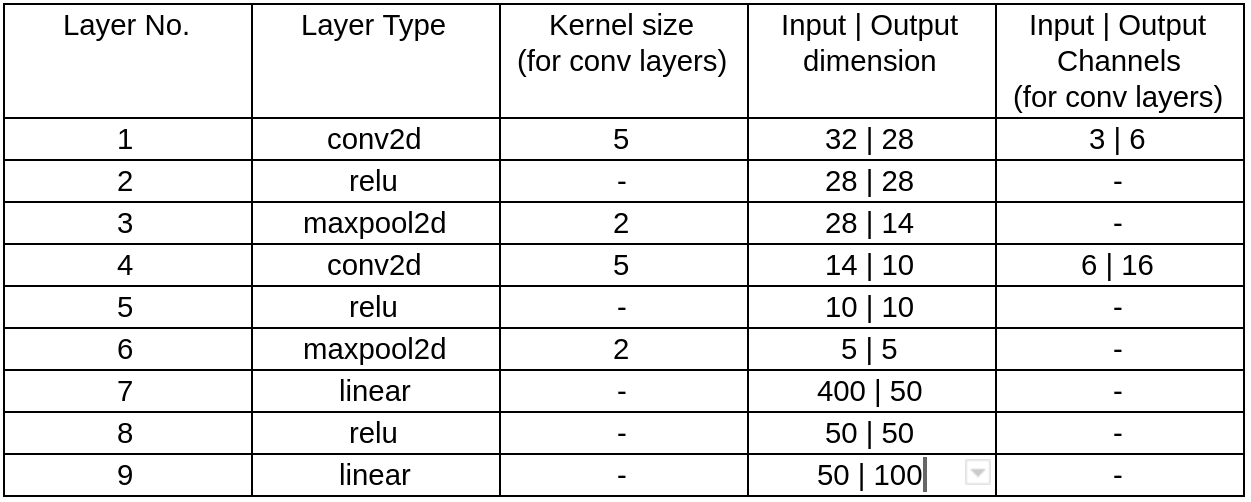 Layer No. Layer Type Kernel size (for conv layers) Input | Output dimension Input | Output Channels (for conv layers)
1 conv2d 5 32 | 28 3 | 6
2 relu - 28 | 28 -
3 maxpool2d 2 28 | 14 -
4 conv2d 5 14 | 10 6 | 16
5 relu - 10 | 10 -
6 maxpool2d 2 5 | 5 -
7 linear - 400 | 50 -
8 relu - 50 | 50 -
9 linear - 50 | 100 -